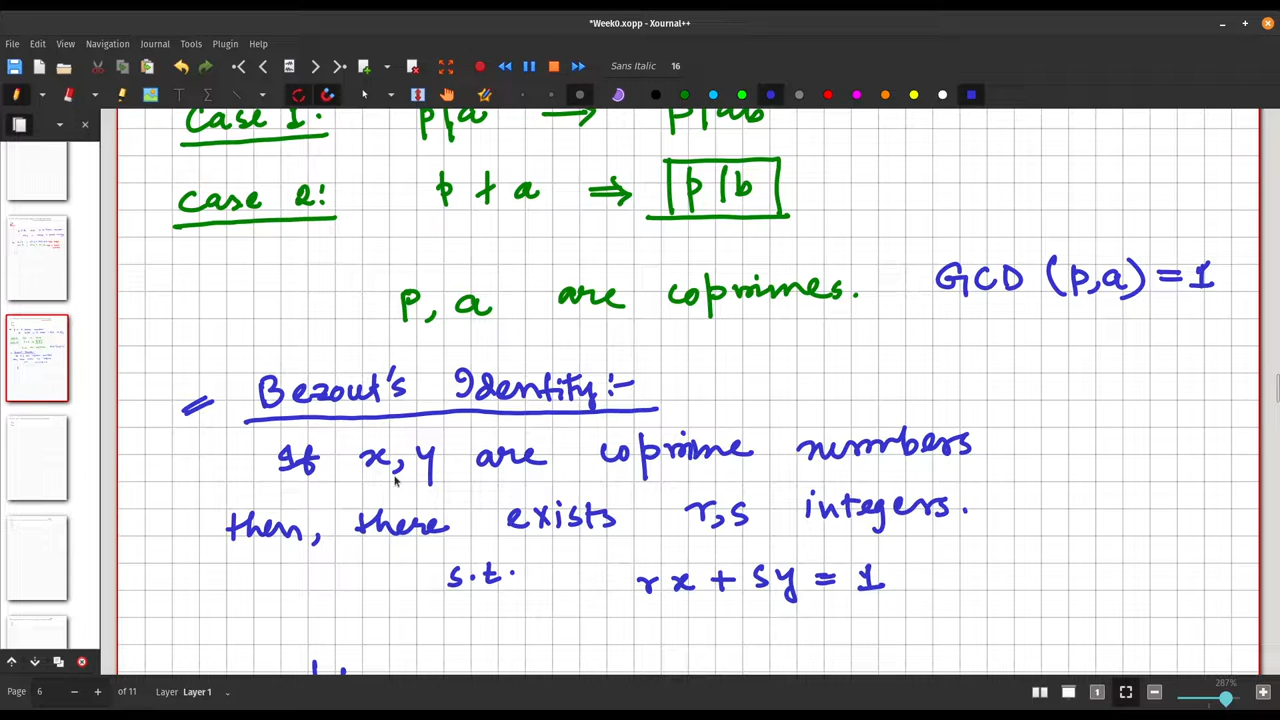 *Week0.xopp - Xournal++
File Edit View Navigation Journal Tools Plugin Help
Sans Italic 16
Case 1: p|a → p|ab
Case 2: p ∤ a ⇒ p|b
GCD (p,a) = 1
p, a are coprimes.
Bezout's Identity:-
If x, y are coprime numbers
then, there exists r,s integers.
s.t. rx + sy = 1
Page 6 of 11 Layer Layer 1
287%